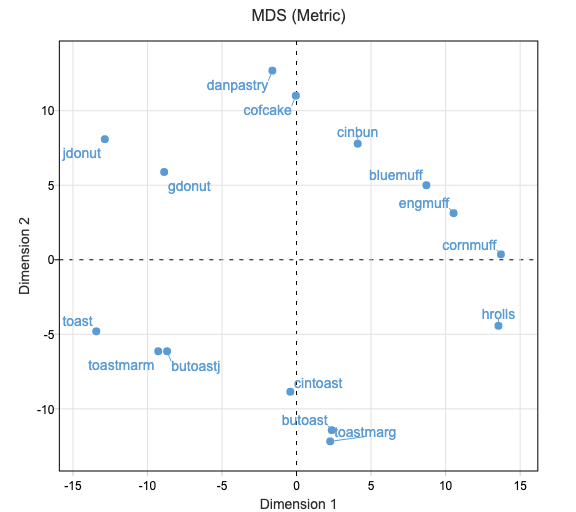 MDS (Metric)
danpastry
cofcake
10
cinbun
jdonut
bluemuff
gdonut
5
engmuff
cornmuff
0
Dimension 2
hrolls
toast
-5
toastmarm
butoastj
cintoast
-10
butoast
toastmarg
-15 -10 -5 0 5 10 15
Dimension 1